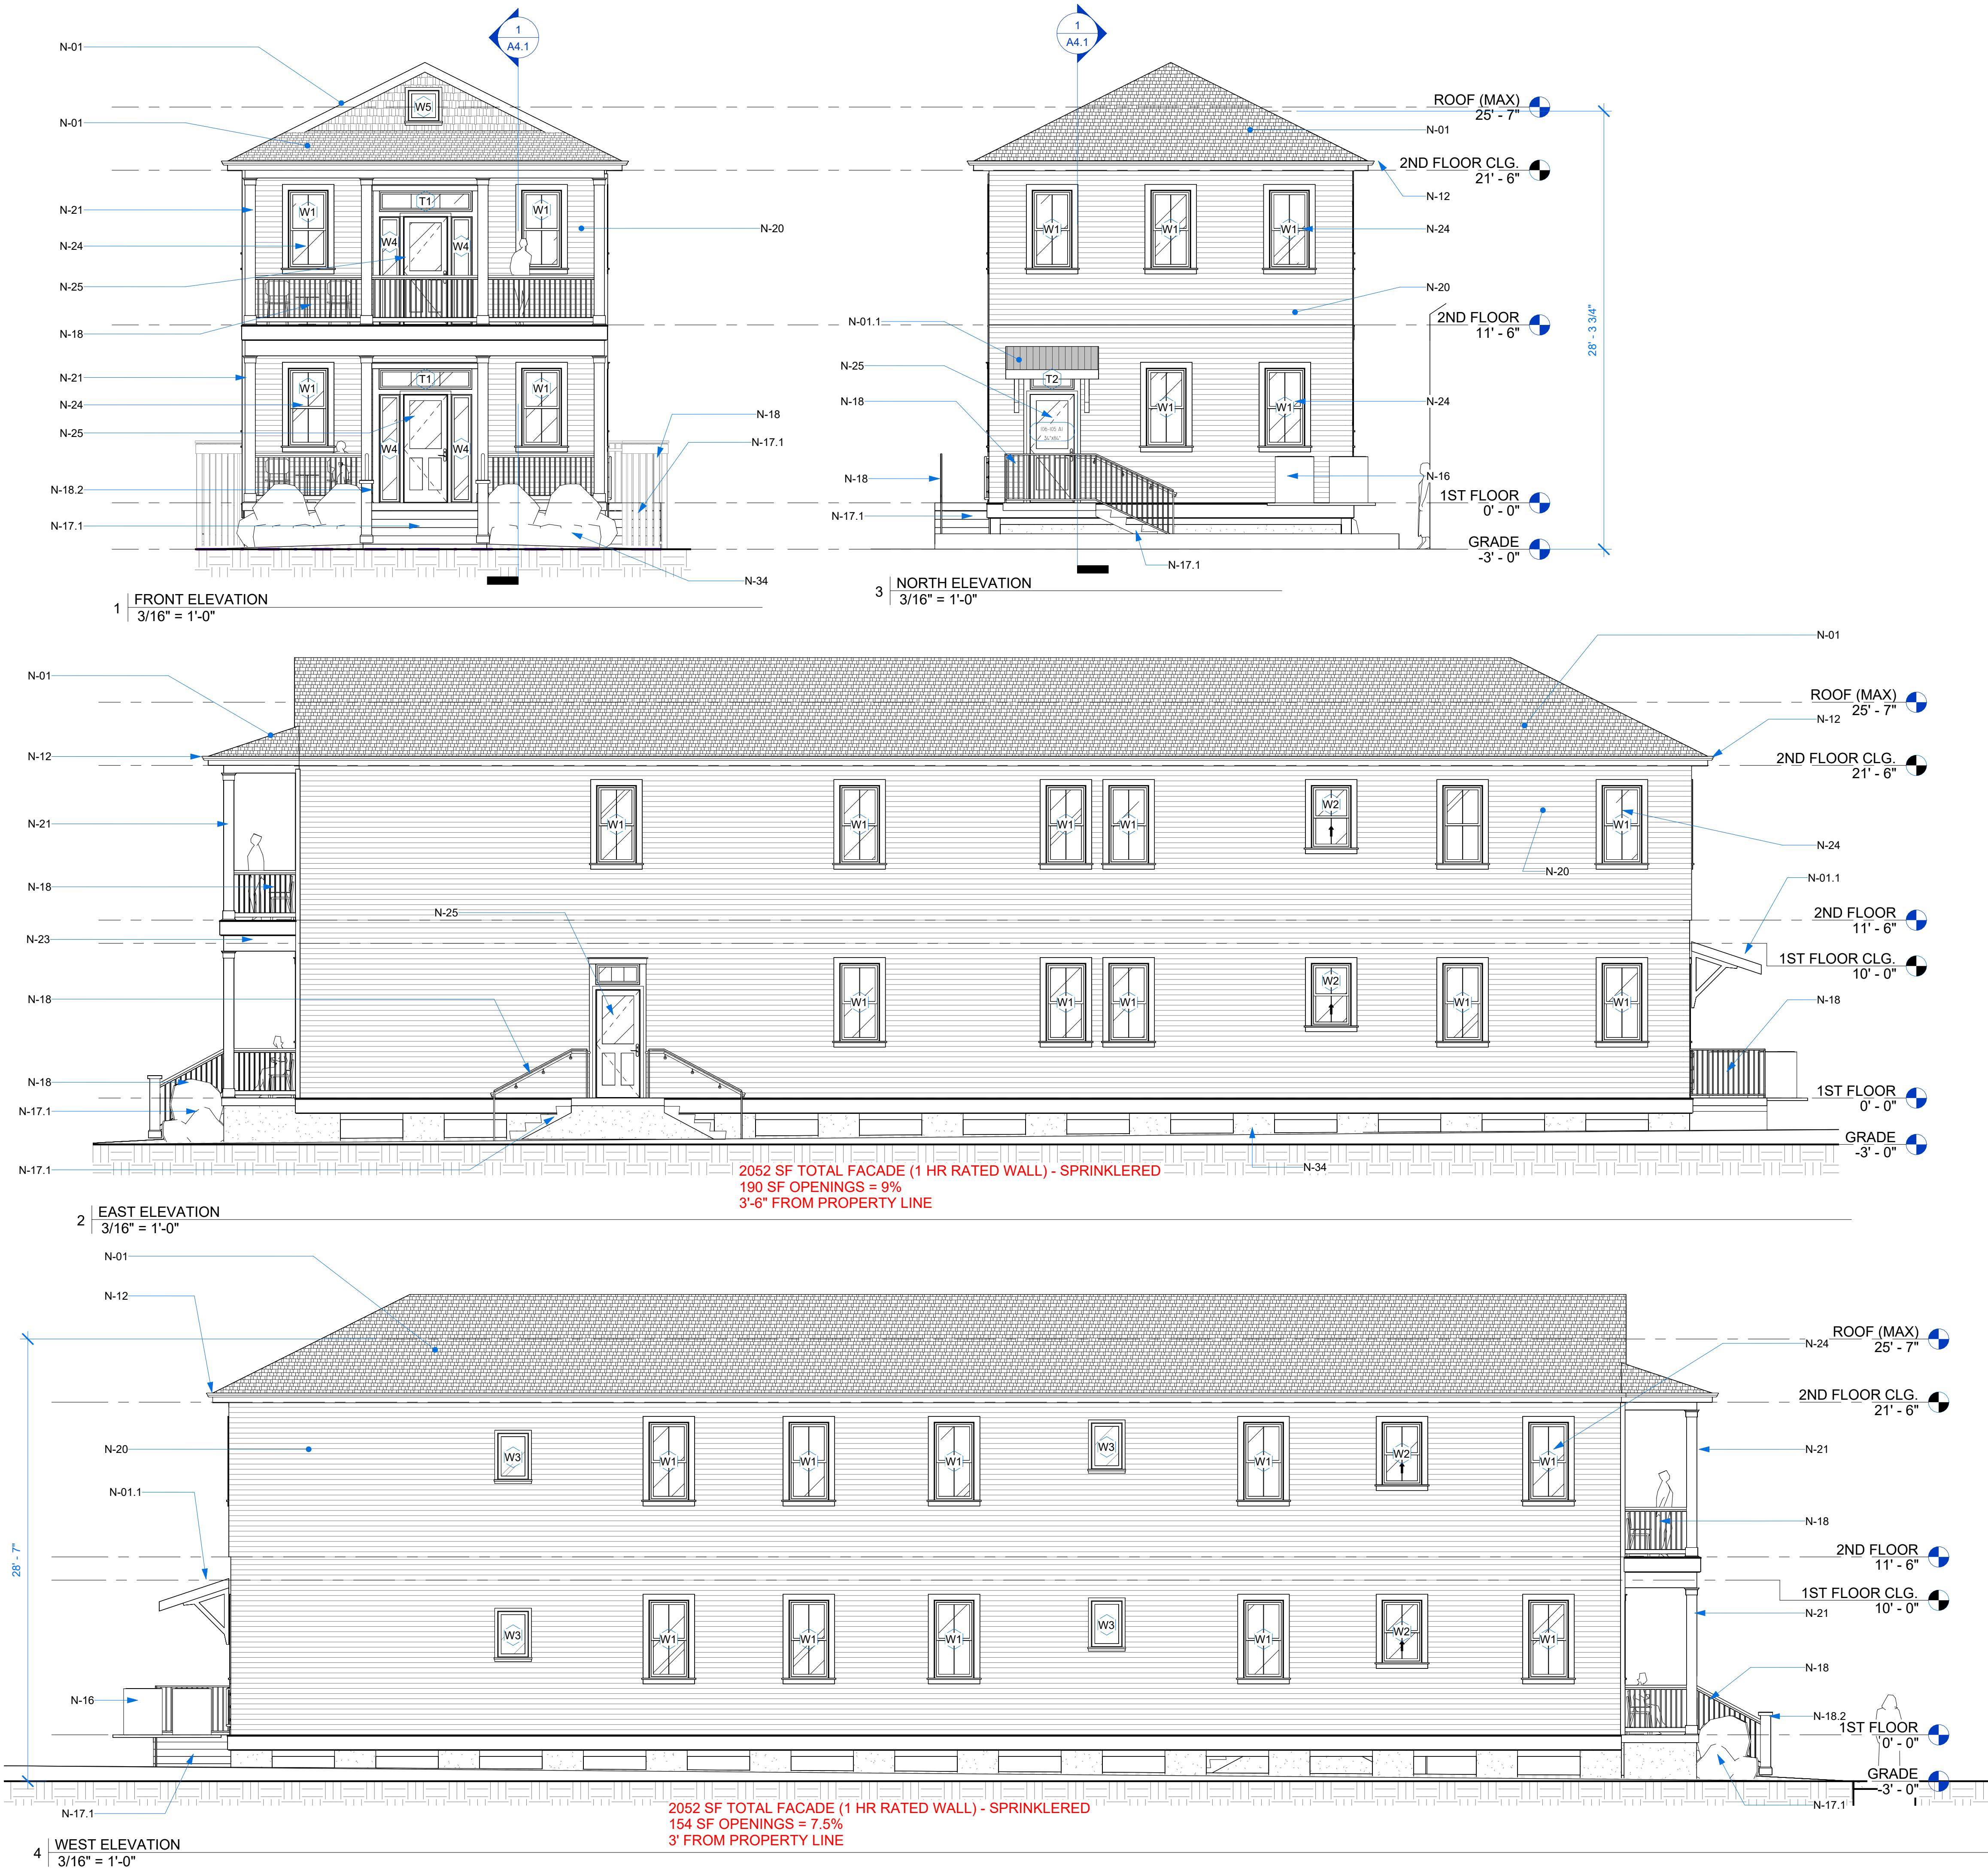 1
A4.1
N-01
N-01
N-21
N-24
N-25
N-18
N-21
N-24
N-25
N-18.2
N-17.1
W5
W1
T1
W1
W4
W4
W1
T1
W1
W4
W4
N-20
N-18
N-17.1
N-34
1 FRONT ELEVATION
3/16" = 1'-0"
1
A4.1
ROOF (MAX)
25' - 7"
N-01
2ND FLOOR CLG.
21' - 6"
N-12
N-24
N-20
2ND FLOOR
11' - 6"
28' - 3 3/4"
N-24
N-16
1ST FLOOR
0' - 0"
GRADE
-3' - 0"
N-17.1
W1
W1
W1
N-01.1
N-25
N-18
N-18
N-17.1
T2
W1
W1
34"x84"
3 NORTH ELEVATION
3/16" = 1'-0"
N-01
N-12
N-21
N-18
N-23
N-18
N-18
N-17.1
N-17.1
N-25
W1
W1
W1
W1
W2
W1
W1
W1
W1
W2
W1
W1
N-20
N-01
ROOF (MAX)
25' - 7"
N-12
2ND FLOOR CLG.
21' - 6"
N-24
N-01.1
2ND FLOOR
11' - 6"
1ST FLOOR CLG.
10' - 0"
N-18
1ST FLOOR
0' - 0"
GRADE
-3' - 0"
N-34
2052 SF TOTAL FACADE (1 HR RATED WALL) - SPRINKLERED
190 SF OPENINGS = 9%
3'-6" FROM PROPERTY LINE
2 EAST ELEVATION
3/16" = 1'-0"
N-01
N-12
28' - 7"
N-20
N-01.1
N-16
N-17.1
W3
W1
W1
W1
W3
W1
W2
W1
W3
W1
W1
W1
W3
W1
W2
W1
ROOF (MAX)
25' - 7"
N-24
2ND FLOOR CLG.
21' - 6"
N-21
N-18
2ND FLOOR
11' - 6"
1ST FLOOR CLG.
10' - 0"
N-21
N-18
N-18.2
1ST FLOOR
0' - 0"
GRADE
-3' - 0"
N-17.1
2052 SF TOTAL FACADE (1 HR RATED WALL) - SPRINKLERED
154 SF OPENINGS = 7.5%
3' FROM PROPERTY LINE
4 WEST ELEVATION
3/16" = 1'-0"